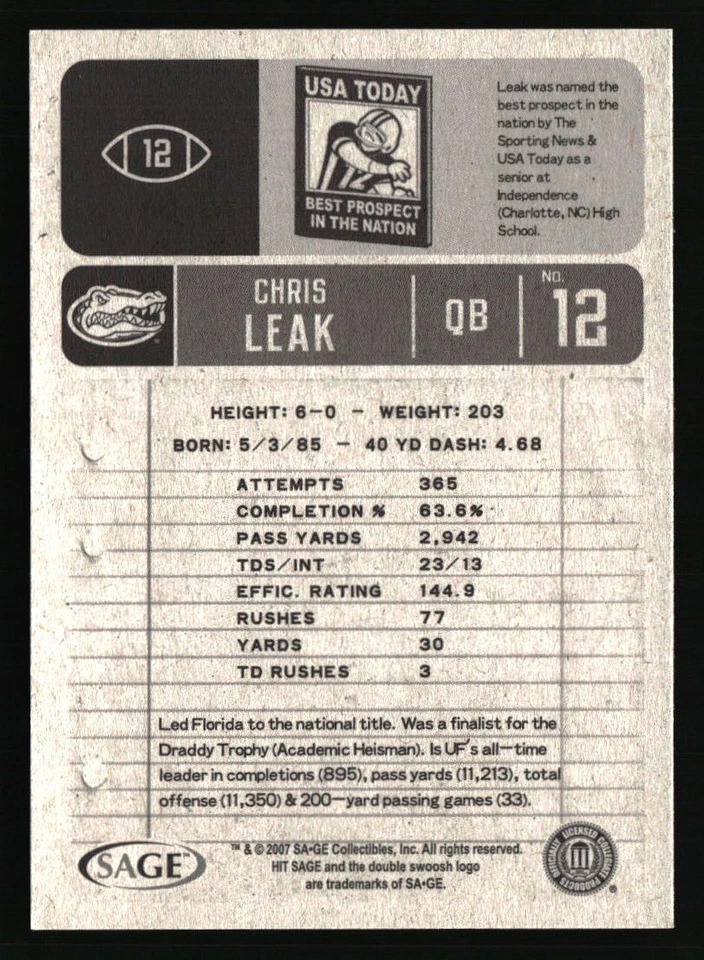 12
USA TODAY
12
BEST PROSPECT
IN THE NATION
Leak was named the
best prospect in the
nation by The
Sporting News &
USA Today as a
senior at
Independence
(Charlotte, NC) High
School.
CHRIS
LEAK
QB
NO.
12
HEIGHT: 6-0 - WEIGHT: 203
BORN: 5/3/85 - 40 YD DASH: 4.68
ATTEMPTS 365
COMPLETION % 63.6%
PASS YARDS 2,942
TDS/INT 23/13
EFFIC. RATING 144.9
RUSHES 77
YARDS 30
TD RUSHES 3
Led Florida to the national title. Was a finalist for the
Draddy Trophy (Academic Heisman). Is UF's all-time
leader in completions (895), pass yards (11,213), total
offense (11,350) & 200-yard passing games (33).
SAGE™
™ & © 2007 SA•GE Collectibles, Inc. All rights reserved.
HIT SAGE and the double swoosh logo
are trademarks of SA•GE.
OFFICIALLY LICENSED COLLEGIATE PRODUCTS
®